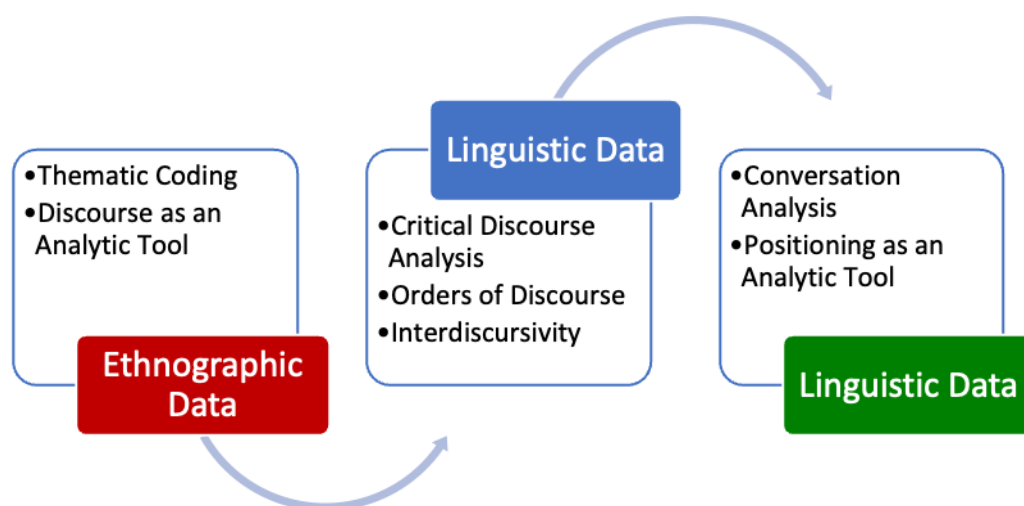 •Thematic Coding
•Discourse as an
Analytic Tool
Ethnographic
Data
Linguistic Data
•Critical Discourse
Analysis
•Orders of Discourse
•Interdiscursivity
•Conversation
Analysis
•Positioning as an
Analytic Tool
Linguistic Data